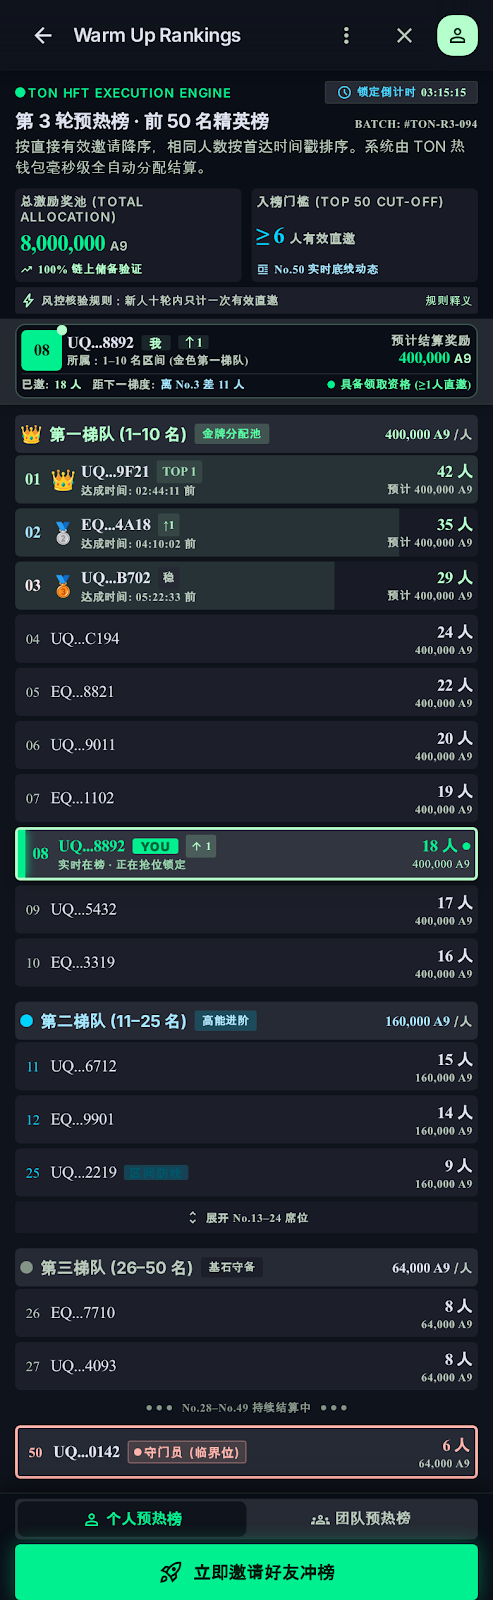 Warm Up Rankings
TON HFT EXECUTION ENGINE
锁定倒计时 03:15:15
第 3 轮预热榜 · 前 50 名精英榜
BATCH: #TON-R3-094
按直接有效邀请降序，相同人数按首达时间戳排序。系统由 TON 热
钱包毫秒级全自动分配结算。
总激励奖池 (TOTAL
ALLOCATION)
8,000,000 A9
100% 链上储备验证
入榜门槛 (TOP 50 CUT-OFF)
≥6 人有效直邀
No.50 实时底线动态
风控核验规则：新人十轮内只计一次有效直邀
规则释义
08
UQ...8892 我 ↑1
所属：1–10 名区间 (金色第一梯队)
预计结算奖励
400,000 A9
已邀: 18 人 距下一梯度: 离 No.3 差 11 人
具备领取资格 (≥1人直邀)
第一梯队 (1–10 名) 金牌分配池 400,000 A9 /人
01 UQ...9F21 TOP 1 42 人
达成时间: 02:44:11 前 预计 400,000 A9
02 EQ...4A18 ↑1 35 人
达成时间: 04:10:02 前 预计 400,000 A9
03 UQ...B702 稳 29 人
达成时间: 05:22:33 前 预计 400,000 A9
04 UQ...C194 24 人
400,000 A9
05 EQ...8821 22 人
400,000 A9
06 UQ...9011 20 人
400,000 A9
07 EQ...1102 19 人
400,000 A9
08 UQ...8892 YOU ↑ 1 18 人
实时在榜 · 正在抢位锁定 400,000 A9
09 UQ...5432 17 人
400,000 A9
10 EQ...3319 16 人
400,000 A9
第二梯队 (11–25 名) 高能进阶 160,000 A9 /人
11 UQ...6712 15 人
160,000 A9
12 EQ...9901 14 人
160,000 A9
25 UQ...2219 9 人
160,000 A9
展开 No.13–24 席位
第三梯队 (26–50 名) 基石守备 64,000 A9 /人
26 EQ...7710 8 人
64,000 A9
27 UQ...4093 8 人
64,000 A9
No.28–No.49 持续结算中
50 UQ...0142 守门员 (临界位) 6 人
64,000 A9
个人预热榜
团队预热榜
立即邀请好友冲榜